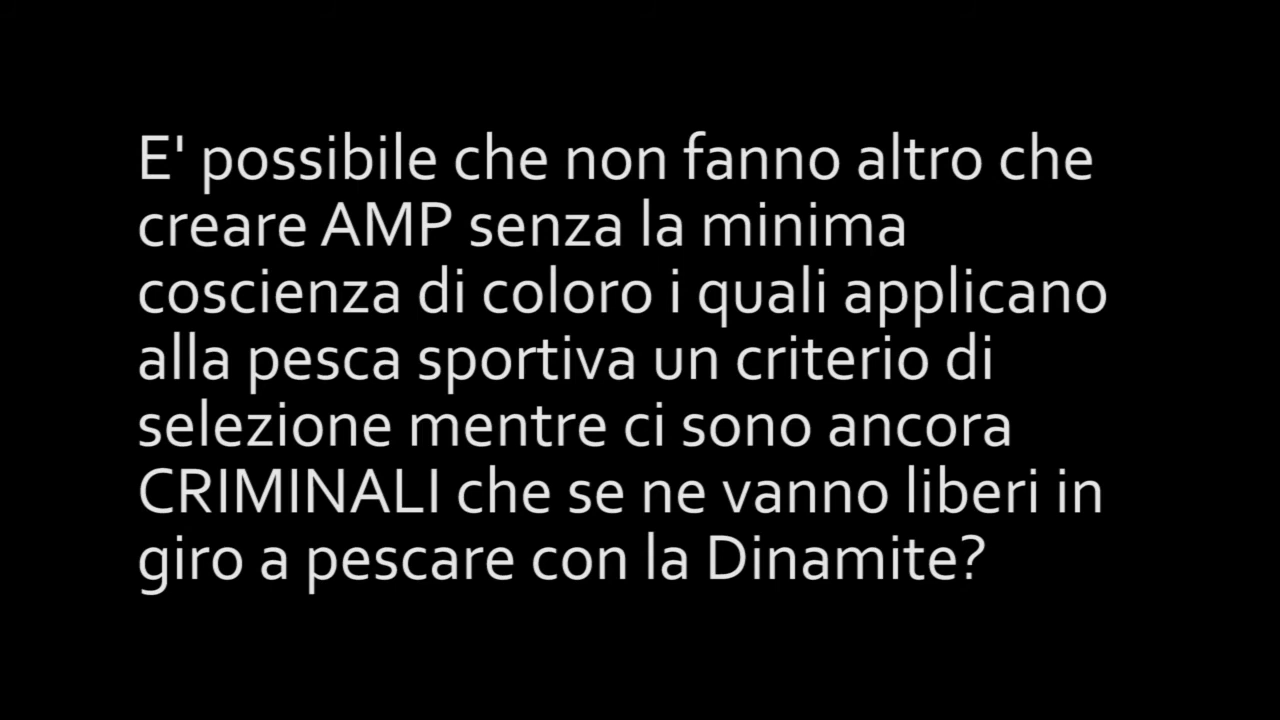 E' possibile che non fanno altro che
creare AMP senza la minima
coscienza di coloro i quali applicano
alla pesca sportiva un criterio di
selezione mentre ci sono ancora
CRIMINALI che se ne vanno liberi in
giro a pescare con la Dinamite?